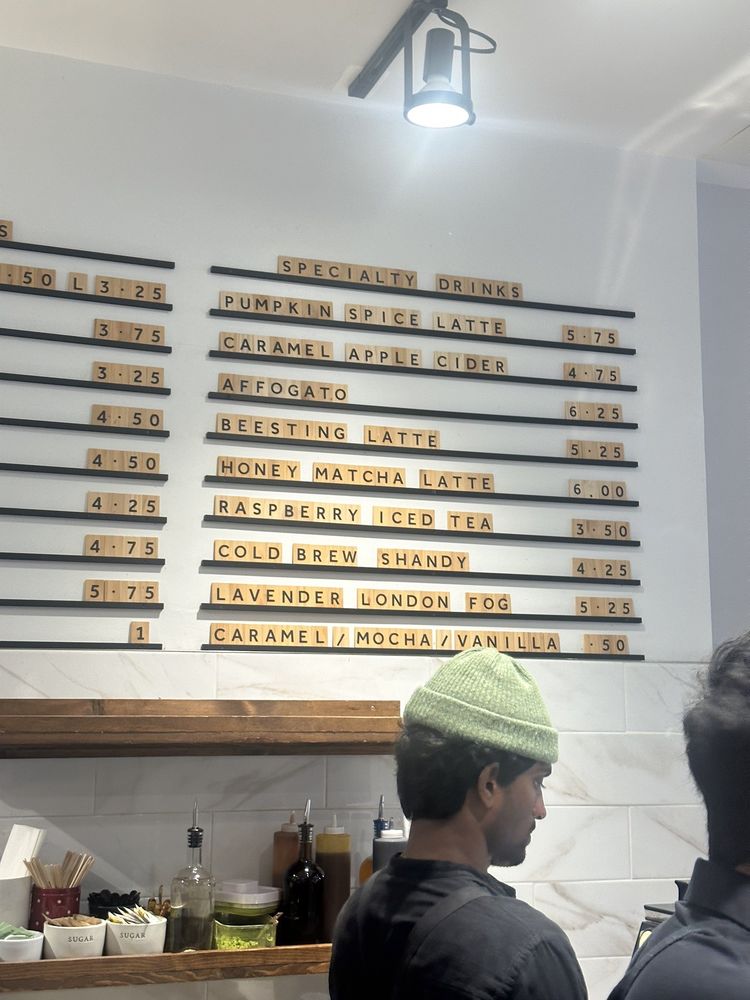 S
.50 L 3.25
3.75
3.25
4.50
4.50
4.25
4.75
5.75
1
SPECIALTY DRINKS
PUMPKIN SPICE LATTE 5.75
CARAMEL APPLE CIDER 4.75
AFFOGATO 6.25
BEESTING LATTE 5.25
HONEY MATCHA LATTE 6.00
RASPBERRY ICED TEA 3.50
COLD BREW SHANDY 4.25
LAVENDER LONDON FOG 5.25
CARAMEL/MOCHA/VANILLA .50
SUGAR
SUGAR